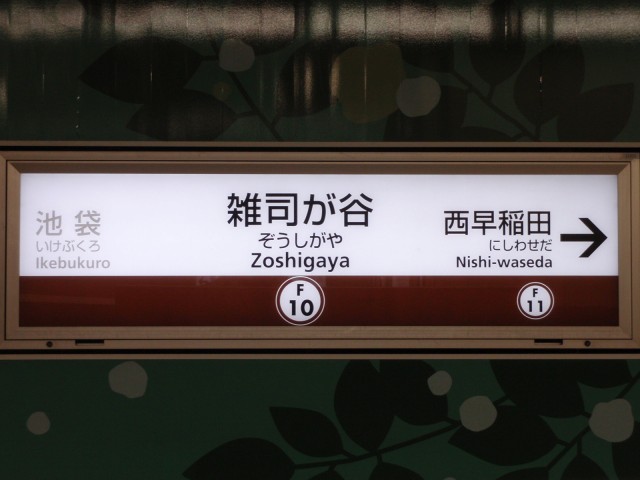 池袋
いけぶくろ
Ikebukuro
雑司が谷
ぞうしがや
Zoshigaya
F
10
西早稲田
にしわせだ
Nishi-waseda
F
11